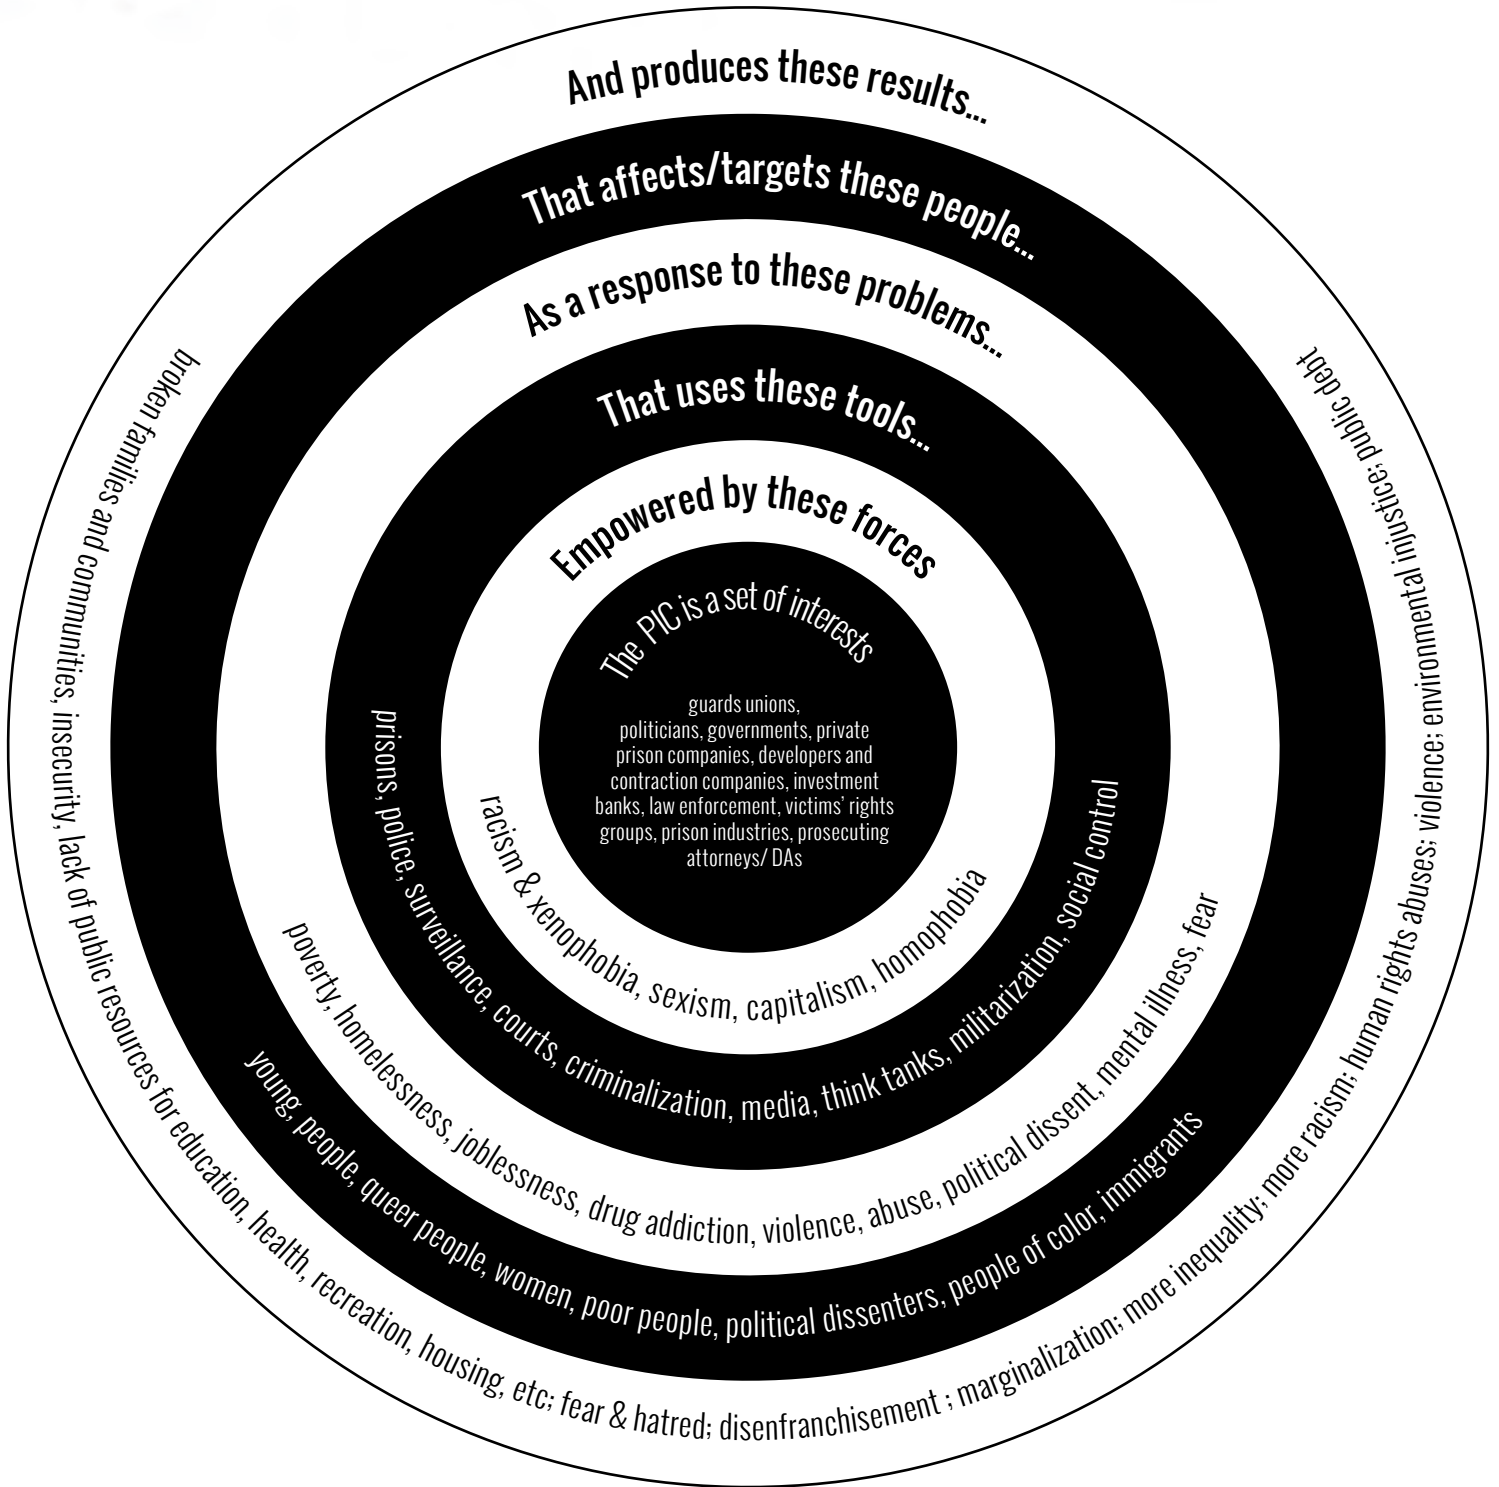 And produces these results...
That affects/targets these people...
As a response to these problems...
That uses these tools...
Empowered by these forces
The PIC is a set of interests
guards unions,
politicians, governments, private
prison companies, developers and
contraction companies, investment
banks, law enforcement, victims' rights
groups, prison industries, prosecuting
attorneys/ DAs
racism & xenophobia, sexism, capitalism, homophobia
prisons, police, surveillance, courts, criminalization, media, think tanks, militarization, social control
poverty, homelessness, joblessness, drug addiction, violence, abuse, political dissent, mental illness, fear
young, people, queer people, women, poor people, political dissenters, people of color, immigrants
broken families and communities, insecurity, lack of public resources for education, health, recreation, housing, etc; fear & hatred; disenfranchisement ; marginalization; more inequality; more racism; human rights abuses; violence; environmental injustice; public debt